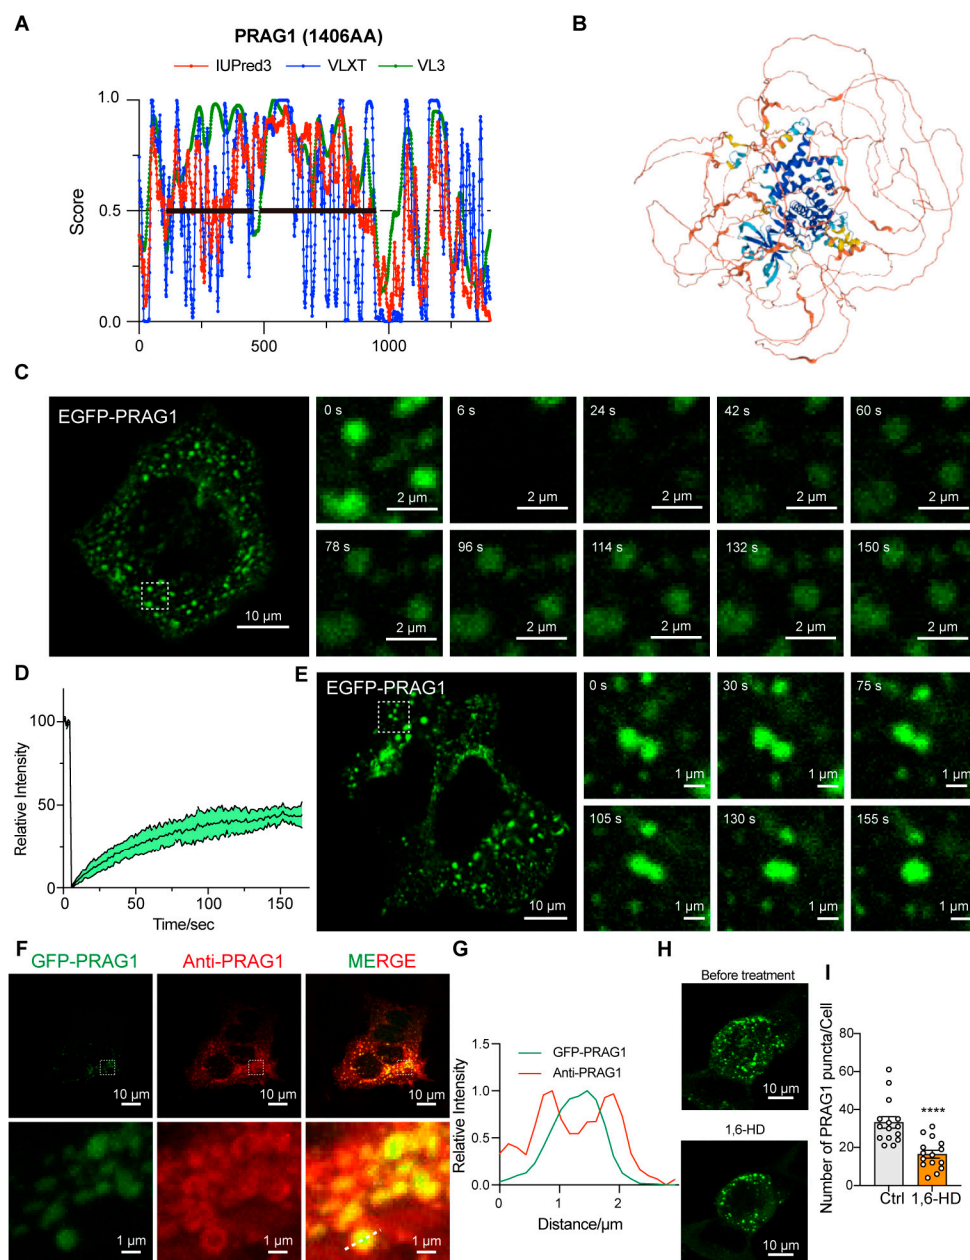 A
B
PRAG1 (1406AA)
IUPred3
VLXT
VL3
1.0
0.5
0.0
Score
0
500
1000
C
EGFP-PRAG1
10 µm
0 s
6 s
24 s
42 s
60 s
2 µm
2 µm
2 µm
2 µm
2 µm
78 s
96 s
114 s
132 s
150 s
2 µm
2 µm
2 µm
2 µm
2 µm
D
100
50
0
Relative Intensity
0
50
100
150
Time/sec
E
EGFP-PRAG1
10 µm
0 s
30 s
75 s
1 µm
1 µm
1 µm
105 s
130 s
155 s
1 µm
1 µm
1 µm
F
GFP-PRAG1
Anti-PRAG1
MERGE
10 µm
10 µm
10 µm
1 µm
1 µm
1 µm
G
GFP-PRAG1
Anti-PRAG1
1.5
1.0
0.5
0.0
Relative Intensity
0
1
2
Distance/µm
H
Before treatment
10 µm
1,6-HD
10 µm
I
Number of PRAG1 puncta/Cell
80
60
40
20
0
****
Ctrl
1,6-HD